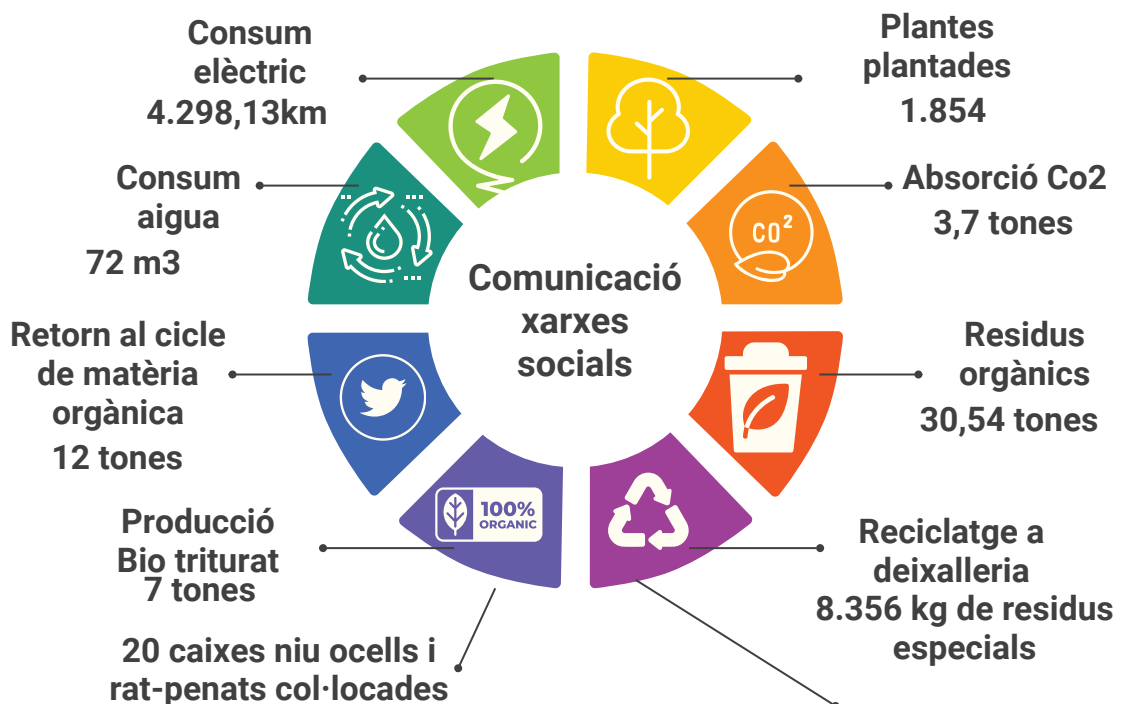 Consum
elèctric
4.298,13km
Plantes
plantades
1.854
Consum
aigua
72 m3
CO²
Absorció Co2
3,7 tones
Comunicació
xarxes
socials
Retorn al cicle
de matèria
orgànica
12 tones
Residus
orgànics
30,54 tones
100%
ORGANIC
Producció
Bio triturat
7 tones
Reciclatge a
deixalleria
8.356 kg de residus
especials
20 caixes niu ocells i
rat-penats col·locades